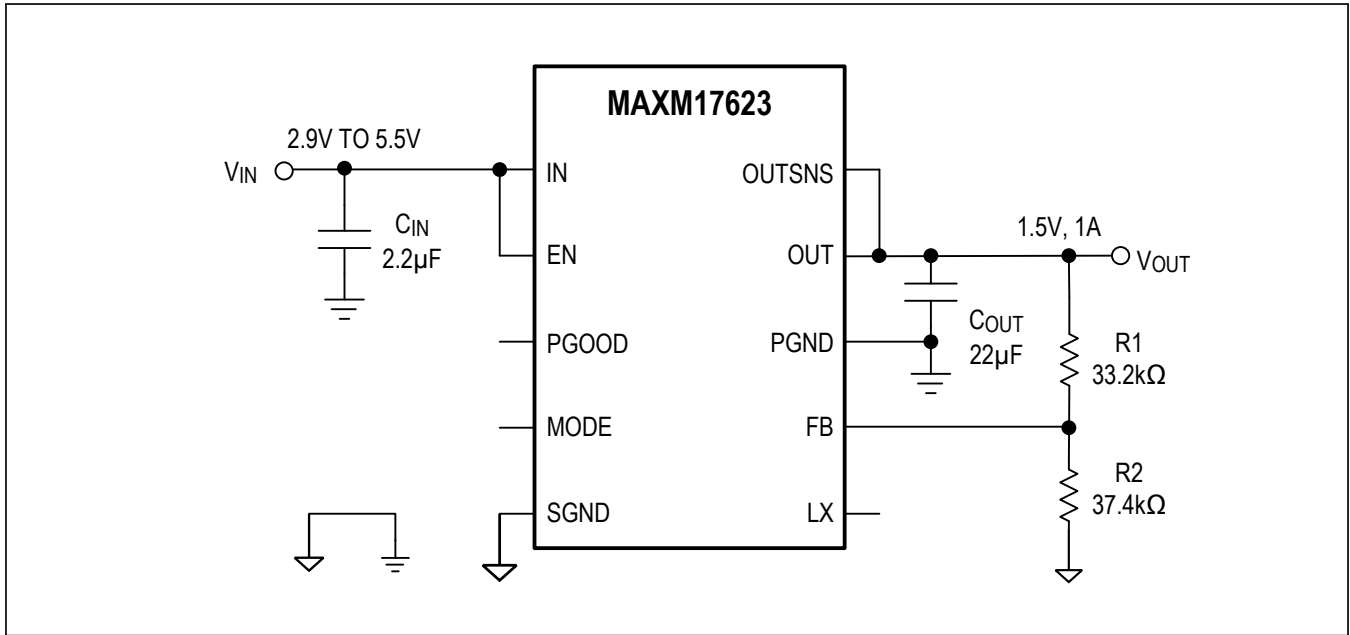 MAXM17623
2.9V TO 5.5V
VIN
CIN
2.2µF
IN
EN
PGOOD
MODE
SGND
OUTSNS
OUT
PGND
FB
LX
1.5V, 1A
VOUT
COUT
22µF
R1
33.2kΩ
R2
37.4kΩ